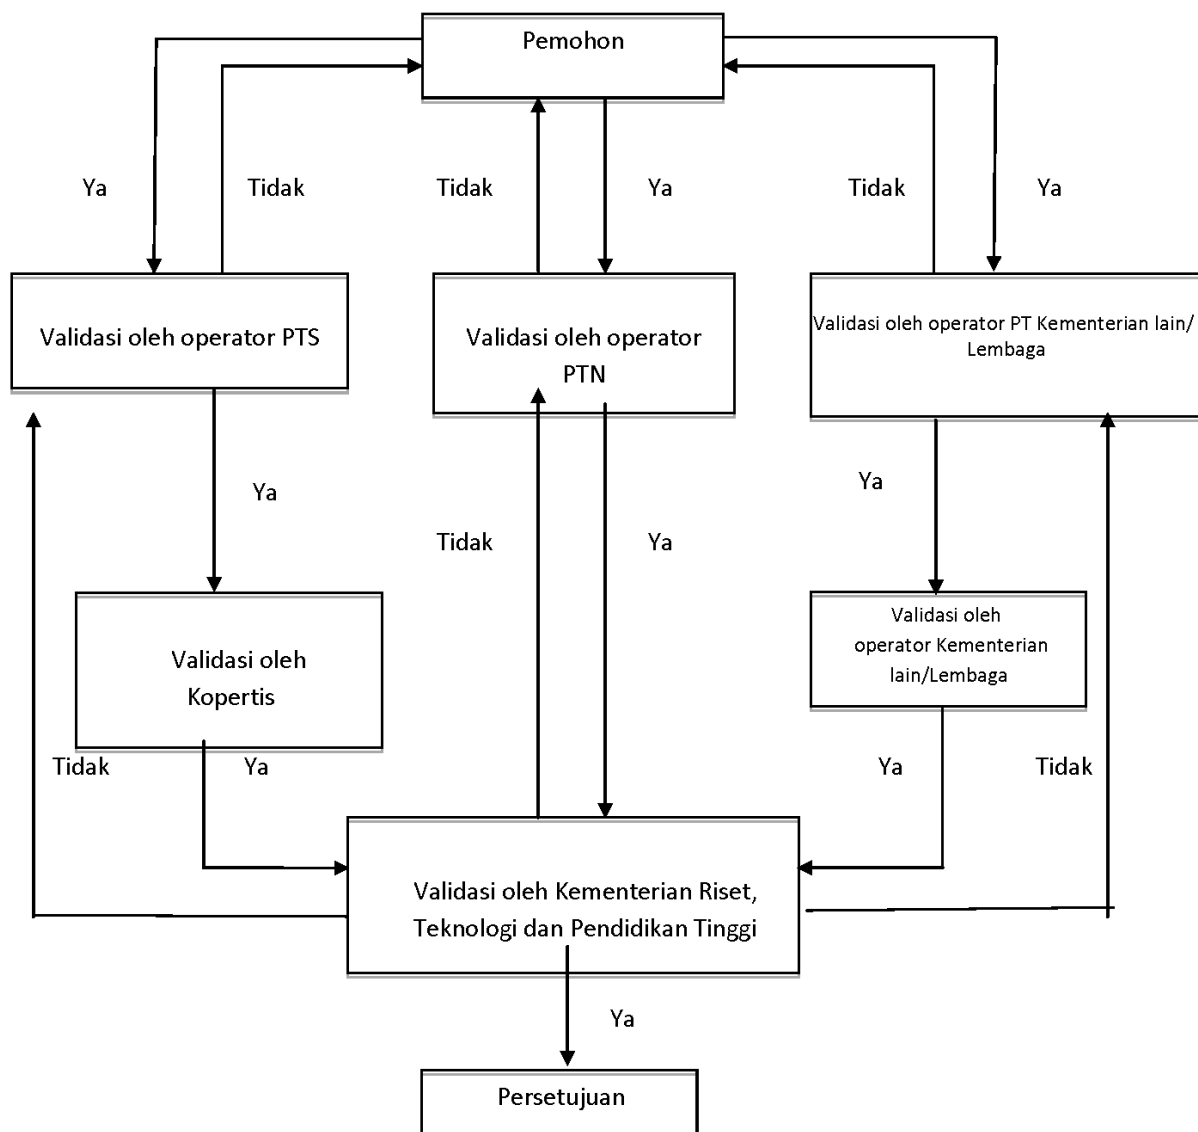 Pemohon
Ya
Tidak
Tidak
Ya
Tidak
Ya
Validasi oleh operator PTS
Validasi oleh operator
PTN
Validasi oleh operator PT Kementerian lain/
Lembaga
Ya
Tidak
Ya
Ya
Validasi oleh
Kopertis
Validasi oleh
operator Kementerian
lain/Lembaga
Tidak
Ya
Ya
Tidak
Validasi oleh Kementerian Riset,
Teknologi dan Pendidikan Tinggi
Ya
Persetujuan